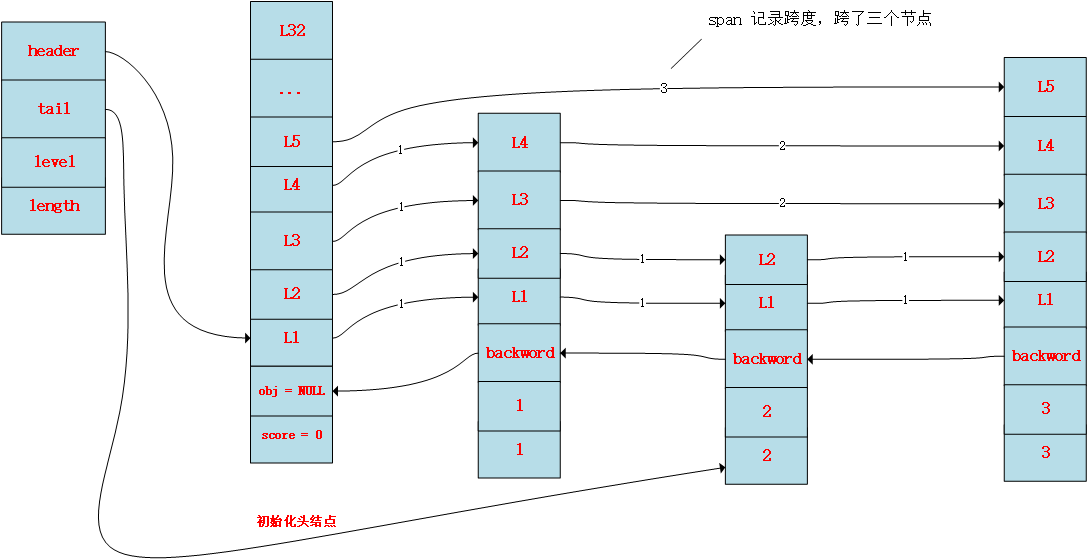 span 记录跨度，跨了三个节点
header
tail
level
length
L32
...
L5
L4
L3
L2
L1
obj = NULL
score = 0
初始化头结点
1
1
1
1
L4
L3
L2
L1
backword
1
1
3
2
2
1
1
L2
L1
backword
2
2
1
1
L5
L4
L3
L2
L1
backword
3
3